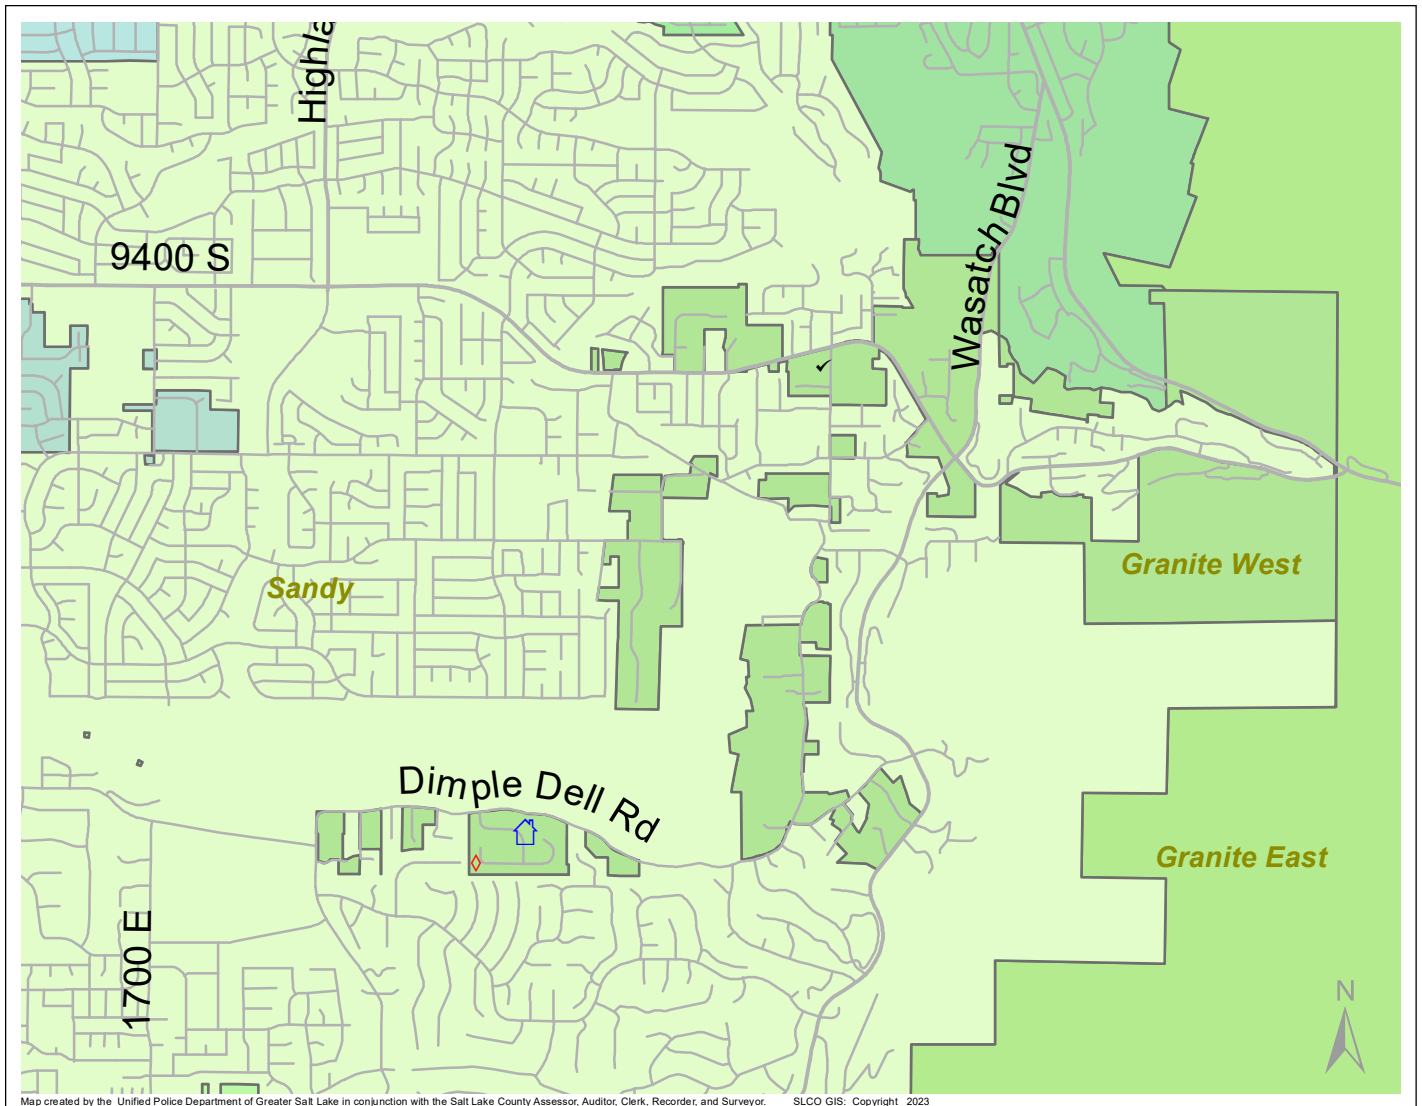 Highla
Wasatch Blvd
9400 S
Granite West
Sandy
Dimple Dell Rd
Granite East
1700 E
N
Map created by the Unified Police Department of Greater Salt Lake in conjunction with the Salt Lake County Assessor, Auditor, Clerk, Recorder, and Surveyor. SLCO GIS: Copyright 2023